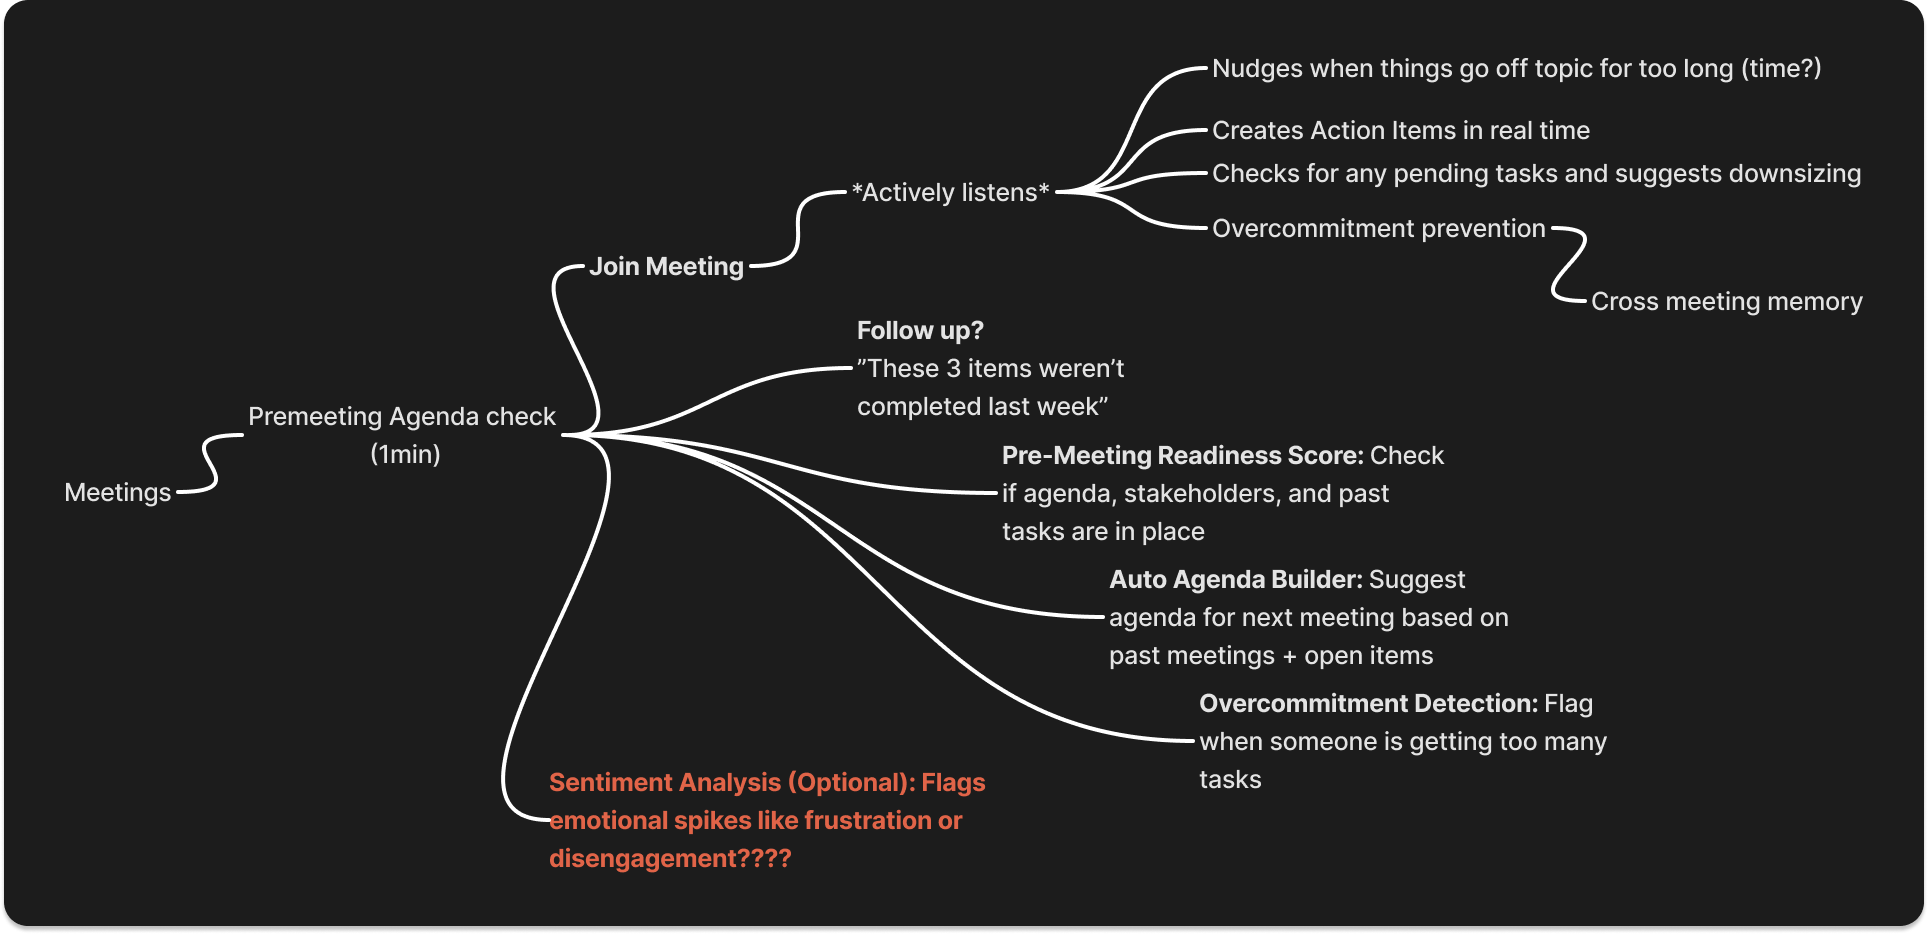 Nudges when things go off topic for too long (time?)
Creates Action Items in real time
Checks for any pending tasks and suggests downsizing
*Actively listens*
Overcommitment prevention
Join Meeting
Cross meeting memory
Follow up?
”These 3 items weren’t
completed last week”
Premeeting Agenda check
(1min)
Meetings
Pre-Meeting Readiness Score: Check
if agenda, stakeholders, and past
tasks are in place
Auto Agenda Builder: Suggest
agenda for next meeting based on
past meetings + open items
Overcommitment Detection: Flag
when someone is getting too many
tasks
Sentiment Analysis (Optional): Flags
emotional spikes like frustration or
disengagement????